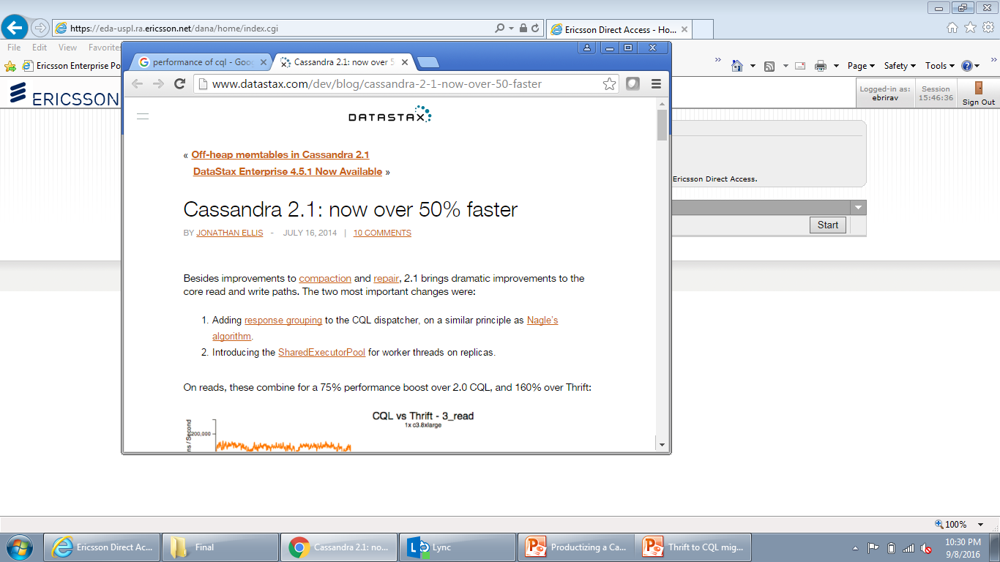 https://eda-uspl.ra.ericsson.net/dana/home/index.cgi
Ericsson Direct Access - Ho...
File Edit View Favorites
Ericsson Enterprise Po
Page Safety Tools
ERICSSON
Logged-in as:
ebrirav
Session
15:46:36
Sign Out
performance of cql - Goo
Cassandra 2.1: now over 5
www.datastax.com/dev/blog/cassandra-2-1-now-over-50-faster
DATASTAX
« Off-heap memtables in Cassandra 2.1
DataStax Enterprise 4.5.1 Now Available »
Cassandra 2.1: now over 50% faster
BY JONATHAN ELLIS - JULY 16, 2014 | 10 COMMENTS
Besides improvements to compaction and repair, 2.1 brings dramatic improvements to the
core read and write paths. The two most important changes were:
1. Adding response grouping to the CQL dispatcher, on a similar principle as Nagle's
algorithm.
2. Introducing the SharedExecutorPool for worker threads on replicas.
On reads, these combine for a 75% performance boost over 2.0 CQL, and 160% over Thrift:
CQL vs Thrift - 3_read
1x c3.8xlarge
200,000
ns / Second
Ericsson Direct Access.
Start
100%
Ericsson Direct Ac...
Final
Cassandra 2.1: no...
Lync
Productizing a Ca...
Thrift to CQL mig...
10:30 PM
9/8/2016